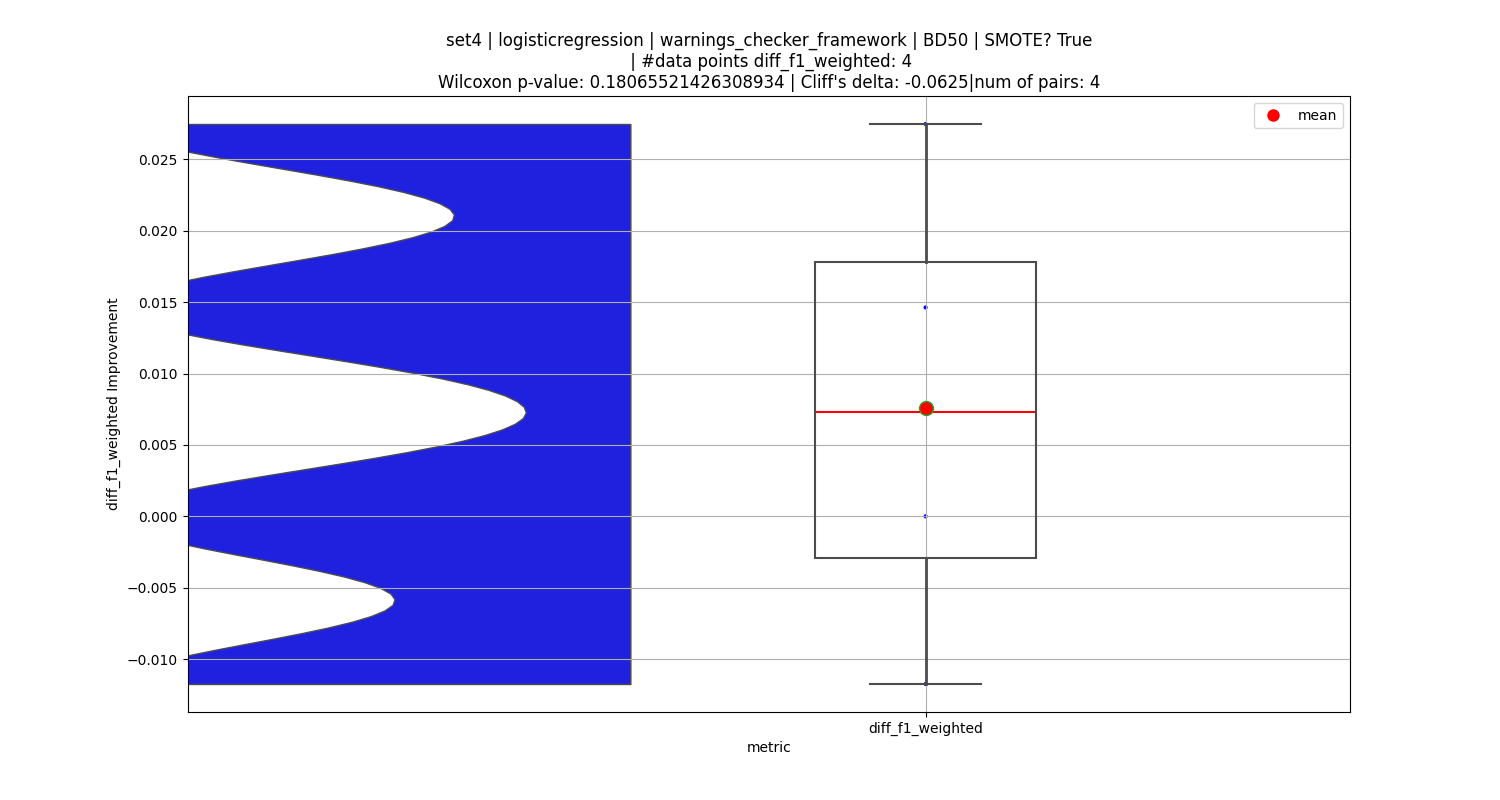 set4 | logisticregression | warnings_checker_framework | BD50 | SMOTE? True
| #data points diff_f1_weighted: 4
Wilcoxon p-value: 0.18065521426308934 | Cliff's delta: -0.0625|num of pairs: 4
mean
0.025
0.020
0.015
0.010
0.005
0.000
−0.005
−0.010
diff_f1_weighted Improvement
diff_f1_weighted
metric